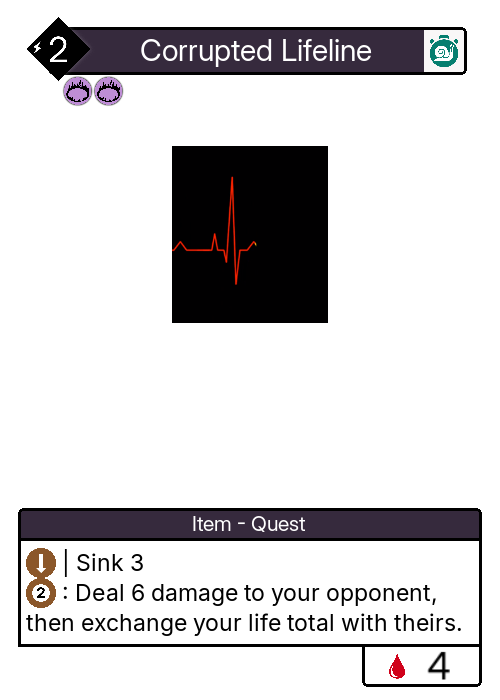 2 Corrupted Lifeline
Item - Quest
| Sink 3
2 : Deal 6 damage to your opponent,
then exchange your life total with theirs.
4